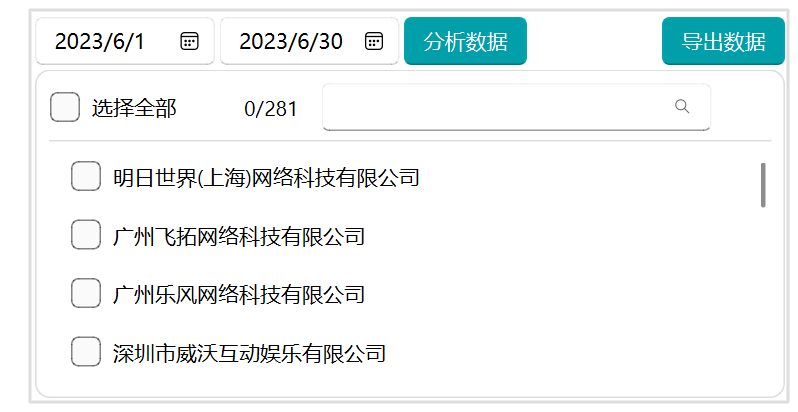 2023/6/1 2023/6/30 分析数据 导出数据
选择全部 0/281
明日世界(上海)网络科技有限公司
广州飞拓网络科技有限公司
广州乐风网络科技有限公司
深圳市威沃互动娱乐有限公司